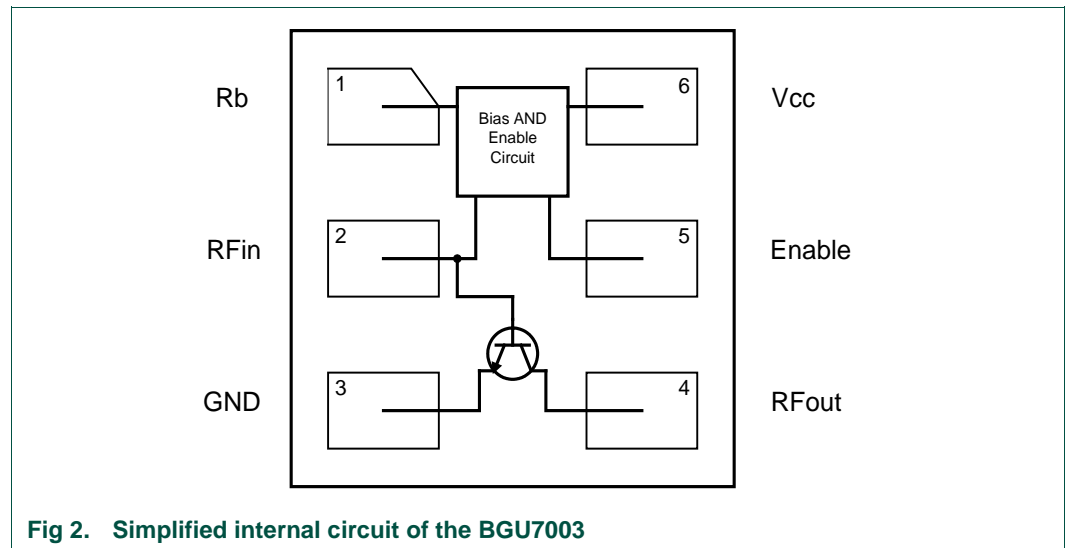 Rb
1
Bias AND
Enable
Circuit
6
Vcc
RFin
2
5
Enable
GND
3
4
RFout
Fig 2. Simplified internal circuit of the BGU7003